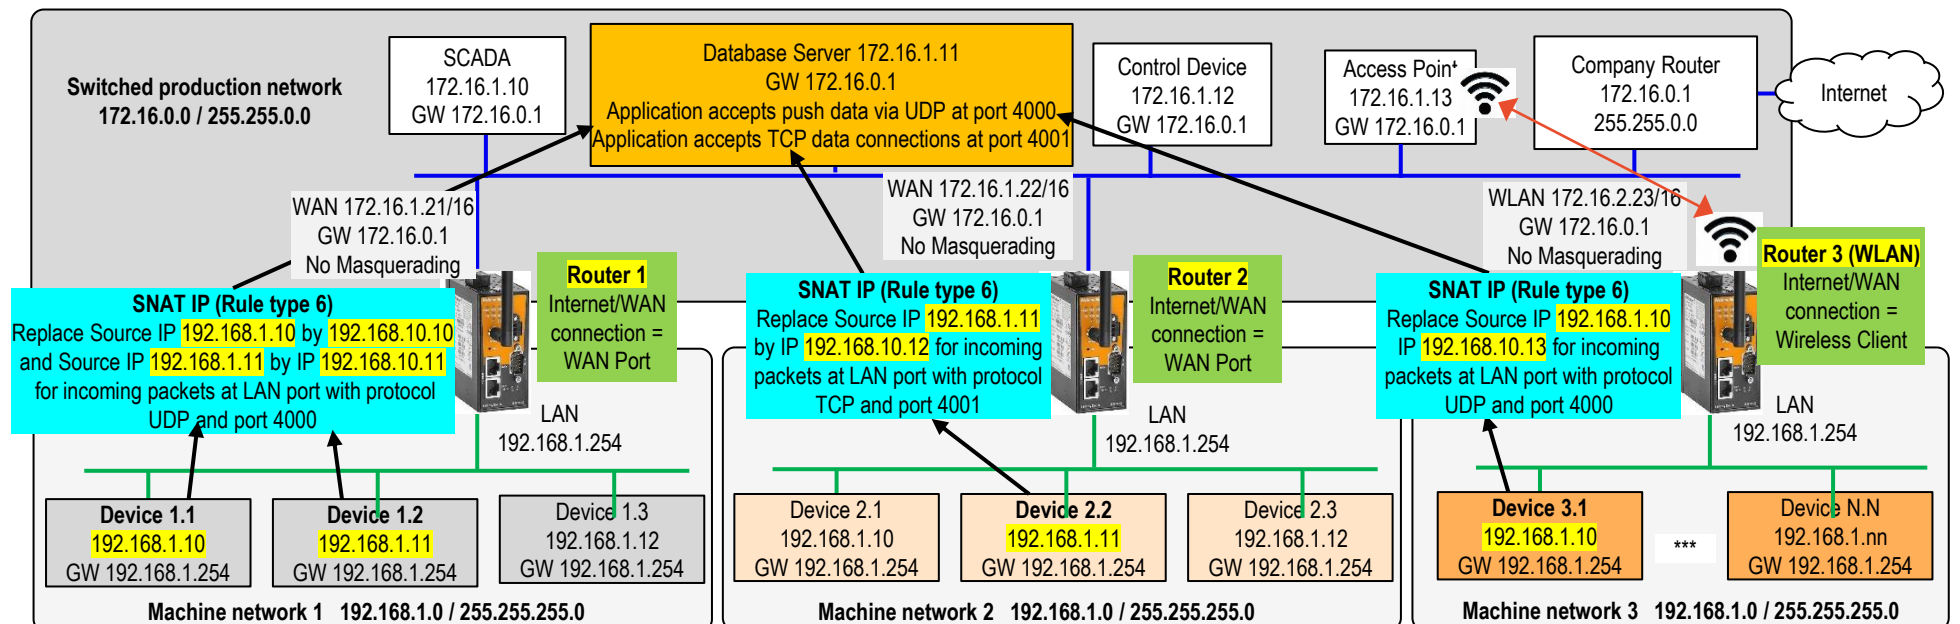 Switched production network
172.16.0.0 / 255.255.0.0
SCADA
172.16.1.10
GW 172.16.0.1
Database Server 172.16.1.11
GW 172.16.0.1
Application accepts push data via UDP at port 4000
Application accepts TCP data connections at port 4001
Control Device
172.16.1.12
GW 172.16.0.1
Access Point
172.16.1.13
GW 172.16.0.1
Company Router
172.16.0.1
255.255.0.0
Internet
WAN 172.16.1.21/16
GW 172.16.0.1
No Masquerading
WAN 172.16.1.22/16
GW 172.16.0.1
No Masquerading
WLAN 172.16.2.23/16
GW 172.16.0.1
No Masquerading
SNAT IP (Rule type 6)
Replace Source IP 192.168.1.10 by 192.168.10.10
and Source IP 192.168.1.11 by IP 192.168.10.11
for incoming packets at LAN port with protocol
UDP and port 4000
Router 1
Internet/WAN
connection =
WAN Port
LAN
192.168.1.254
SNAT IP (Rule type 6)
Replace Source IP 192.168.1.11
by IP 192.168.10.12 for incoming
packets at LAN port with protocol
TCP and port 4001
Router 2
Internet/WAN
connection =
WAN Port
LAN
192.168.1.254
SNAT IP (Rule type 6)
Replace Source IP 192.168.1.10
IP 192.168.10.13 for incoming
packets at LAN port with protocol
UDP and port 4000
Router 3 (WLAN)
Internet/WAN
connection =
Wireless Client
LAN
192.168.1.254
Device 1.1
192.168.1.10
GW 192.168.1.254
Device 1.2
192.168.1.11
GW 192.168.1.254
Device 1.3
192.168.1.12
GW 192.168.1.254
Machine network 1 192.168.1.0 / 255.255.255.0
Device 2.1
192.168.1.10
GW 192.168.1.254
Device 2.2
192.168.1.11
GW 192.168.1.254
Device 2.3
192.168.1.12
GW 192.168.1.254
Machine network 2 192.168.1.0 / 255.255.255.0
Device 3.1
192.168.1.10
GW 192.168.1.254
***
Device N.N
192.168.1.nn
GW 192.168.1.254
Machine network 3 192.168.1.0 / 255.255.255.0